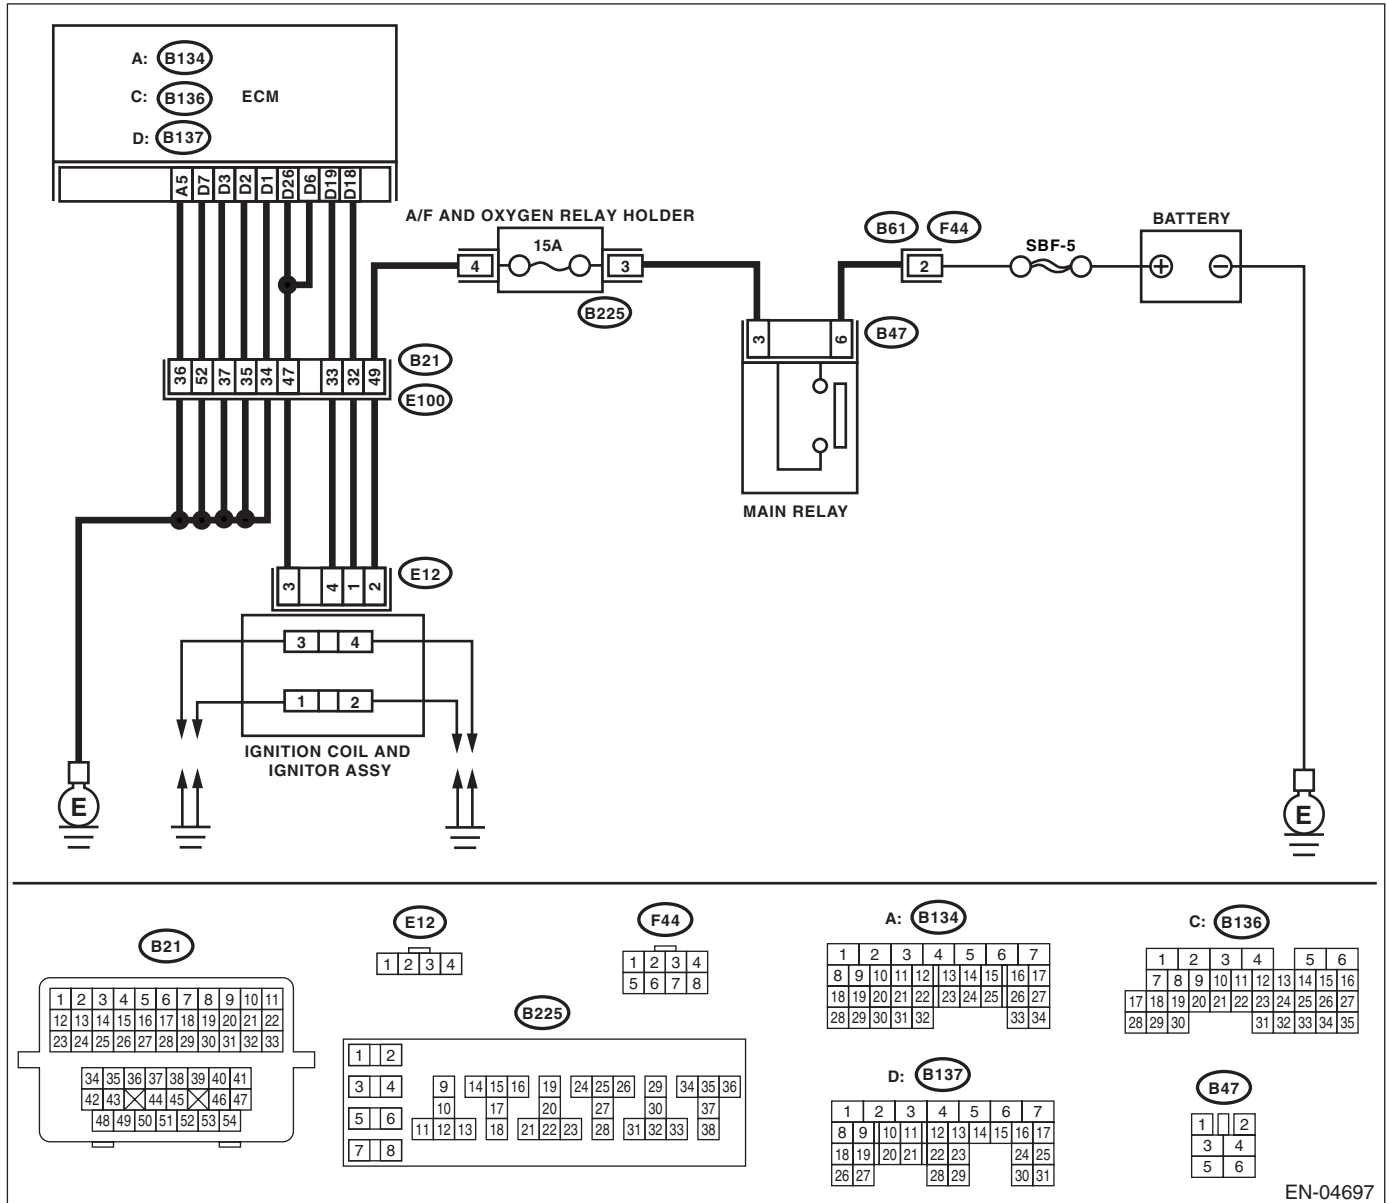 A: B134
C: B136 ECM
D: B137
A5 D7 D3 D2 D1 D26 D6 D19 D18
A/F AND OXYGEN RELAY HOLDER
4 15A 3
B225
B61 F44
2
SBF-5
BATTERY
3 6 B47
MAIN RELAY
36 52 37 35 34 47 33 32 49 B21
E100
3 4 1 2 E12
3 4
1 2
IGNITION COIL AND
IGNITOR ASSY
E
E
B21
1 2 3 4 5 6 7 8 9 10 11
12 13 14 15 16 17 18 19 20 21 22
23 24 25 26 27 28 29 30 31 32 33
34 35 36 37 38 39 40 41
42 43 44 45 46 47
48 49 50 51 52 53 54
E12
1 2 3 4
F44
1 2 3 4
5 6 7 8
B225
1 2
3 4 9 14 15 16 19 24 25 26 29 34 35 36
10 17 20 27 30 37
5 6 11 12 13 18 21 22 23 28 31 32 33 38
7 8
A: B134
1 2 3 4 5 6 7
8 9 10 11 12 13 14 15 16 17
18 19 20 21 22 23 24 25 26 27
28 29 30 31 32 33 34
C: B136
1 2 3 4 5 6
7 8 9 10 11 12 13 14 15 16
17 18 19 20 21 22 23 24 25 26 27
28 29 30 31 32 33 34 35
D: B137
1 2 3 4 5 6 7
8 9 10 11 12 13 14 15 16 17
18 19 20 21 22 23 24 25
26 27 28 29 30 31
B47
1 2
3 4
5 6
EN-04697